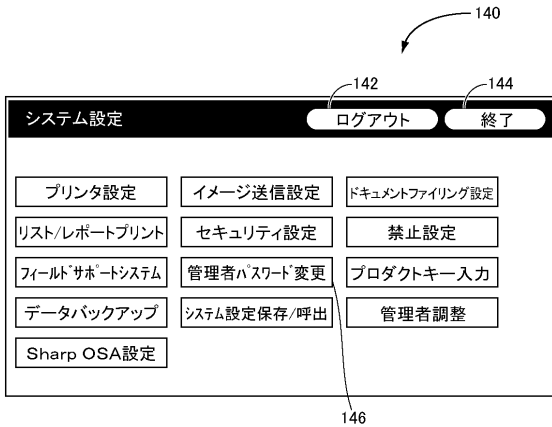 140
142
144
システム設定
ログアウト
終了
プリンタ設定
イメージ送信設定
ドキュメントファイリング設定
リスト/レポートプリント
セキュリティ設定
禁止設定
フィールドサポートシステム
管理者パスワード変更
プロダクトキー入力
データバックアップ
システム設定保存/呼出
管理者調整
Sharp OSA設定
146